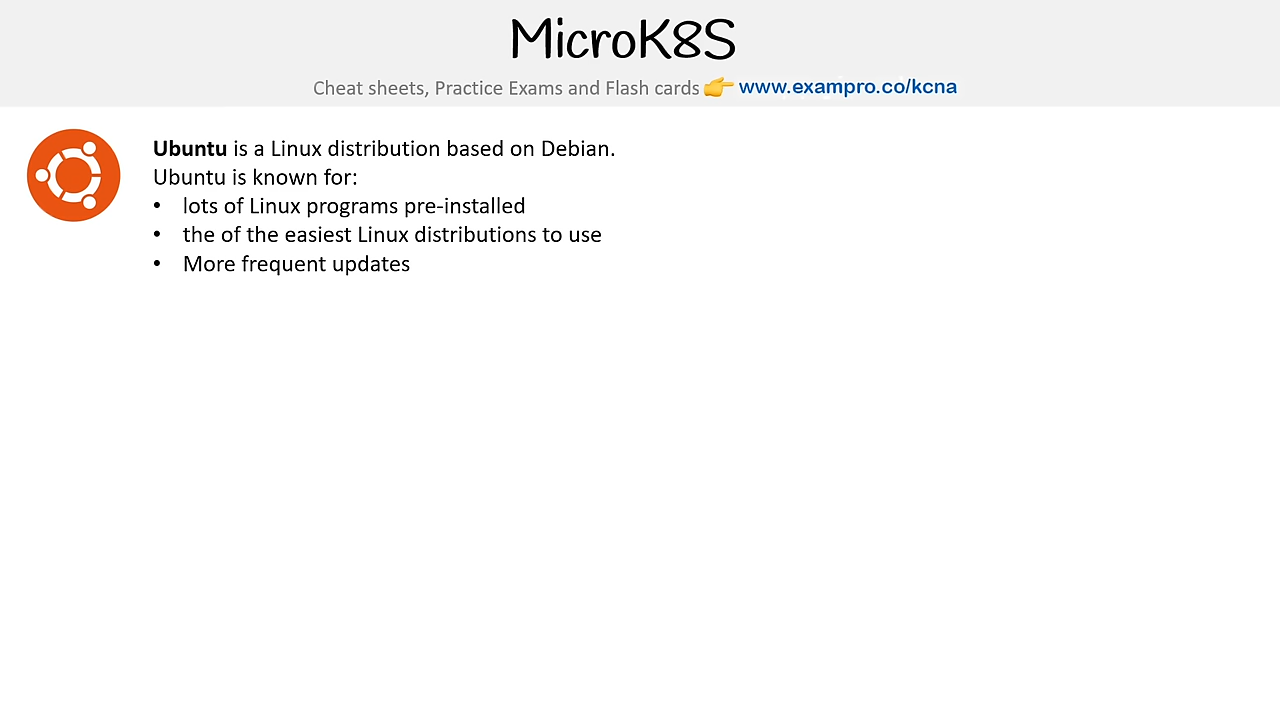 MicroK8S
Cheat sheets, Practice Exams and Flash cards 👉 www.exampro.co/kcna
Ubuntu is a Linux distribution based on Debian.
Ubuntu is known for:
• lots of Linux programs pre-installed
• the of the easiest Linux distributions to use
• More frequent updates